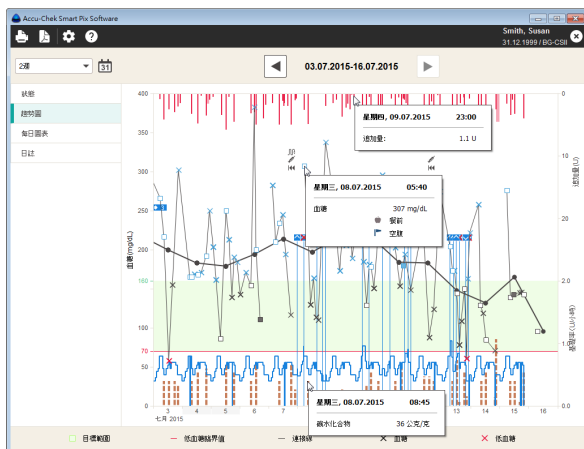 Accu-Chek Smart Pix Software
Smith, Susan
31.12.1999 / BG-CSII
2週
31
03.07.2015-16.07.2015
狀態
趨勢圖
每日圖表
日誌
血糖(mg/dL)
400
350
300
250
200
160
100
70
50
0
追加量(U)
0
10
20
基礎率(U/小時)
2.0
1.0
0.0
星期四, 09.07.2015 23:00
追加量: 1.1 U
星期三, 08.07.2015 05:40
血糖 307 mg/dL
餐前
空腹
星期三, 08.07.2015 08:45
碳水化合物 36 公克/克
3 4 5 6 7 13 14 15 16
七月 2015
目標範圍 低血糖臨界值 連接線 血糖 低血糖